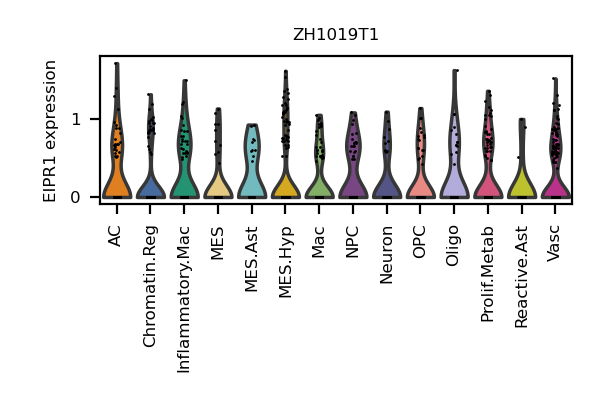 ZH1019T1
EIPR1 expression
1
0
AC
Chromatin.Reg
Inflammatory.Mac
MES
MES.Ast
MES.Hyp
Mac
NPC
Neuron
OPC
Oligo
Prolif.Metab
Reactive.Ast
Vasc